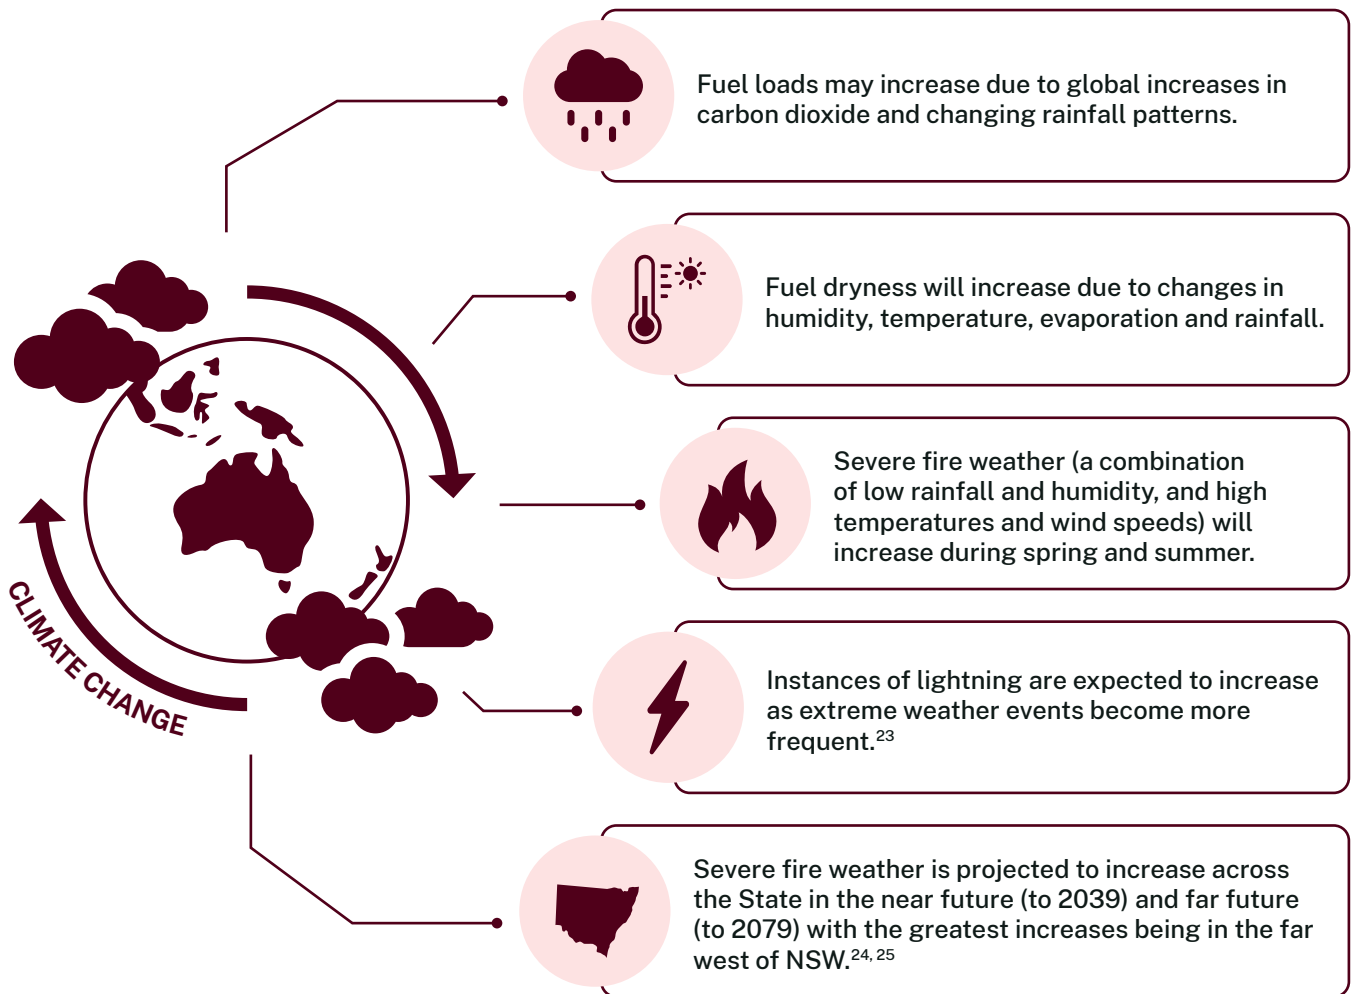 Fuel loads may increase due to global increases in
carbon dioxide and changing rainfall patterns.
Fuel dryness will increase due to changes in
humidity, temperature, evaporation and rainfall.
Severe fire weather (a combination
of low rainfall and humidity, and high
temperatures and wind speeds) will
increase during spring and summer.
CLIMATE CHANGE
Instances of lightning are expected to increase
as extreme weather events become more
frequent.23
Severe fire weather is projected to increase across
the State in the near future (to 2039) and far future
(to 2079) with the greatest increases being in the far
west of NSW.24, 25